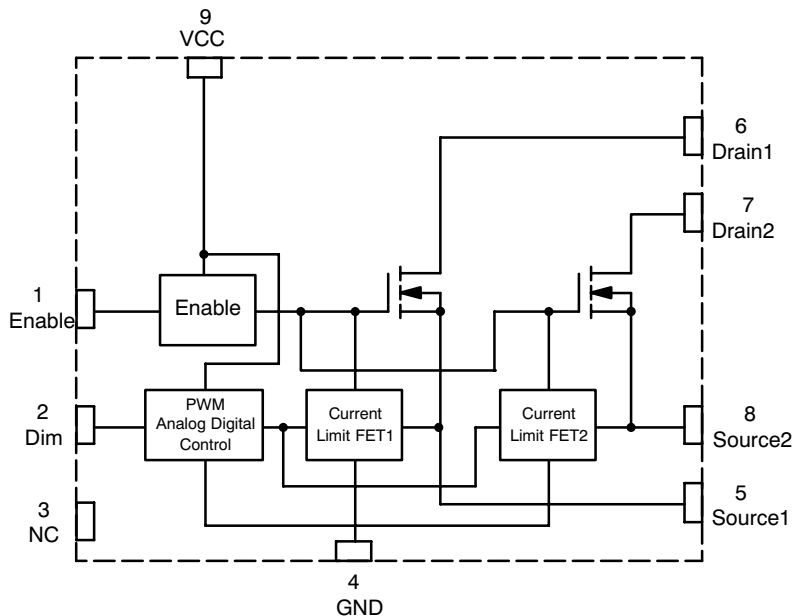 9
VCC
6
Drain1
7
Drain2
1
Enable
Enable
2
Dim
PWM
Analog Digital
Control
Current
Limit FET1
Current
Limit FET2
8
Source2
3
NC
5
Source1
4
GND